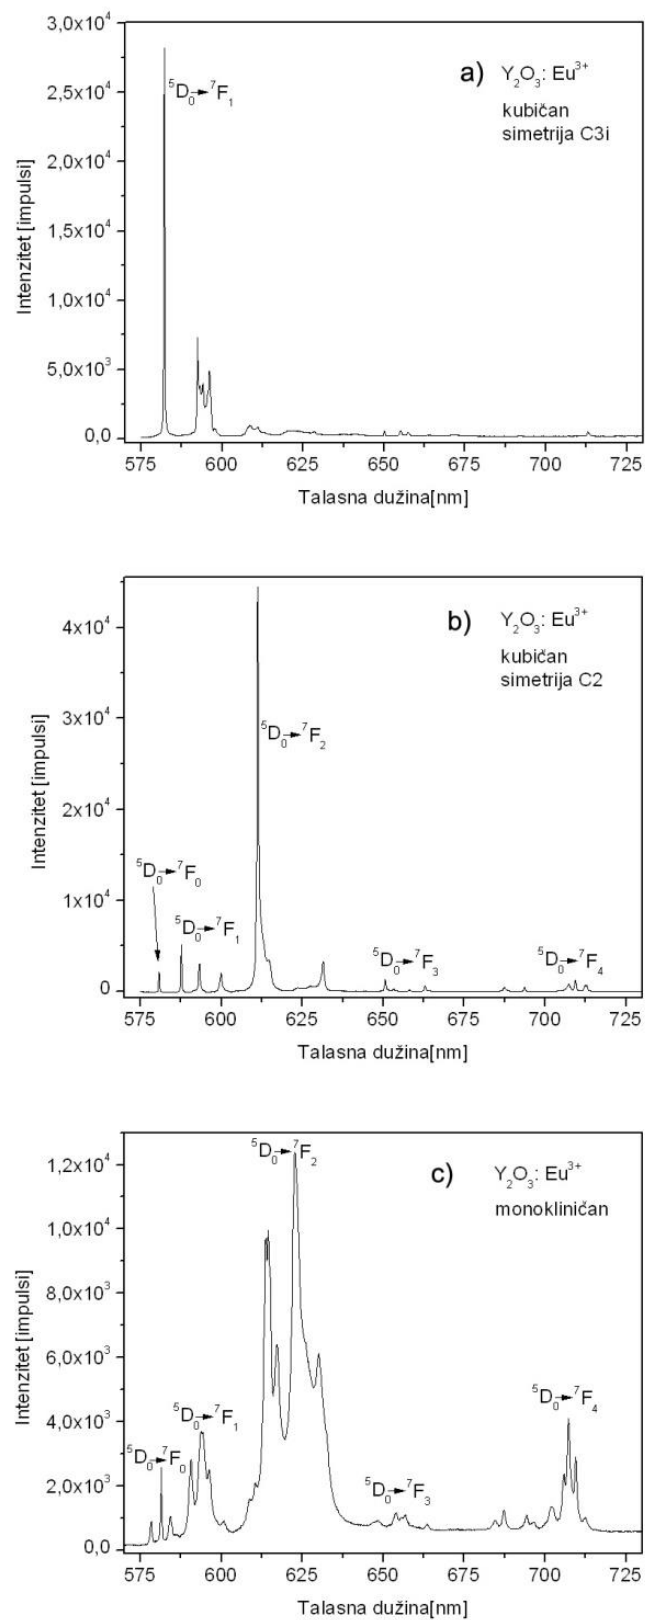 a) Y₂O₃: Eu³⁺
kubičan
simetrija C3i
⁵D₀→⁷F₁
Intenzitet [impulsi]
3,0x10⁴
2,5x10⁴
2,0x10⁴
1,5x10⁴
1,0x10⁴
5,0x10³
0,0
575 600 625 650 675 700 725
Talasna dužina[nm]
b) Y₂O₃: Eu³⁺
kubičan
simetrija C2
⁵D₀→⁷F₂
⁵D₀→⁷F₀
⁵D₀→⁷F₁
⁵D₀→⁷F₃
⁵D₀→⁷F₄
Intenzitet [impulsi]
4x10⁴
3x10⁴
2x10⁴
1x10⁴
0
575 600 625 650 675 700 725
Talasna dužina[nm]
c) Y₂O₃: Eu³⁺
monokliničan
⁵D₀→⁷F₂
⁵D₀→⁷F₁
⁵D₀→⁷F₀
⁵D₀→⁷F₃
⁵D₀→⁷F₄
Intenzitet [impulsi]
1,2x10⁴
1,0x10⁴
8,0x10³
6,0x10³
4,0x10³
2,0x10³
0,0
575 600 625 650 675 700 725
Talasna dužina[nm]